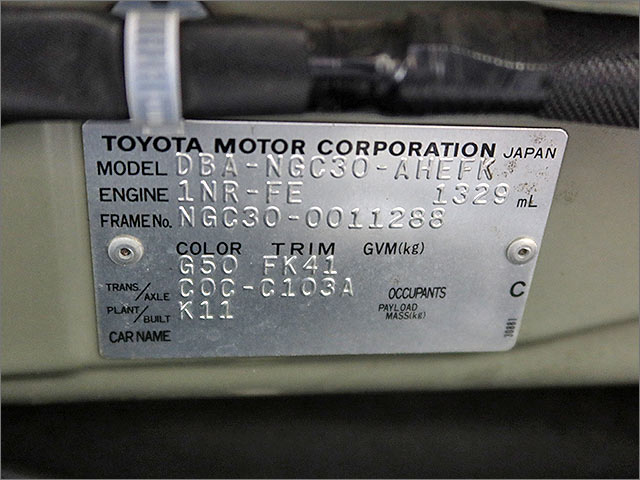 TOYOTA MOTOR CORPORATION JAPAN
MODEL DBA-NGC30-AHEFK
ENGINE 1NR-FE 1329 mL
FRAME No. NGC30-0011288
COLOR TRIM GVM(kg)
G50 FK41
TRANS./AXLE C0C-C103A OCCUPANTS C
PLANT/BUILT K11 PAYLOAD MASS(kg)
CAR NAME